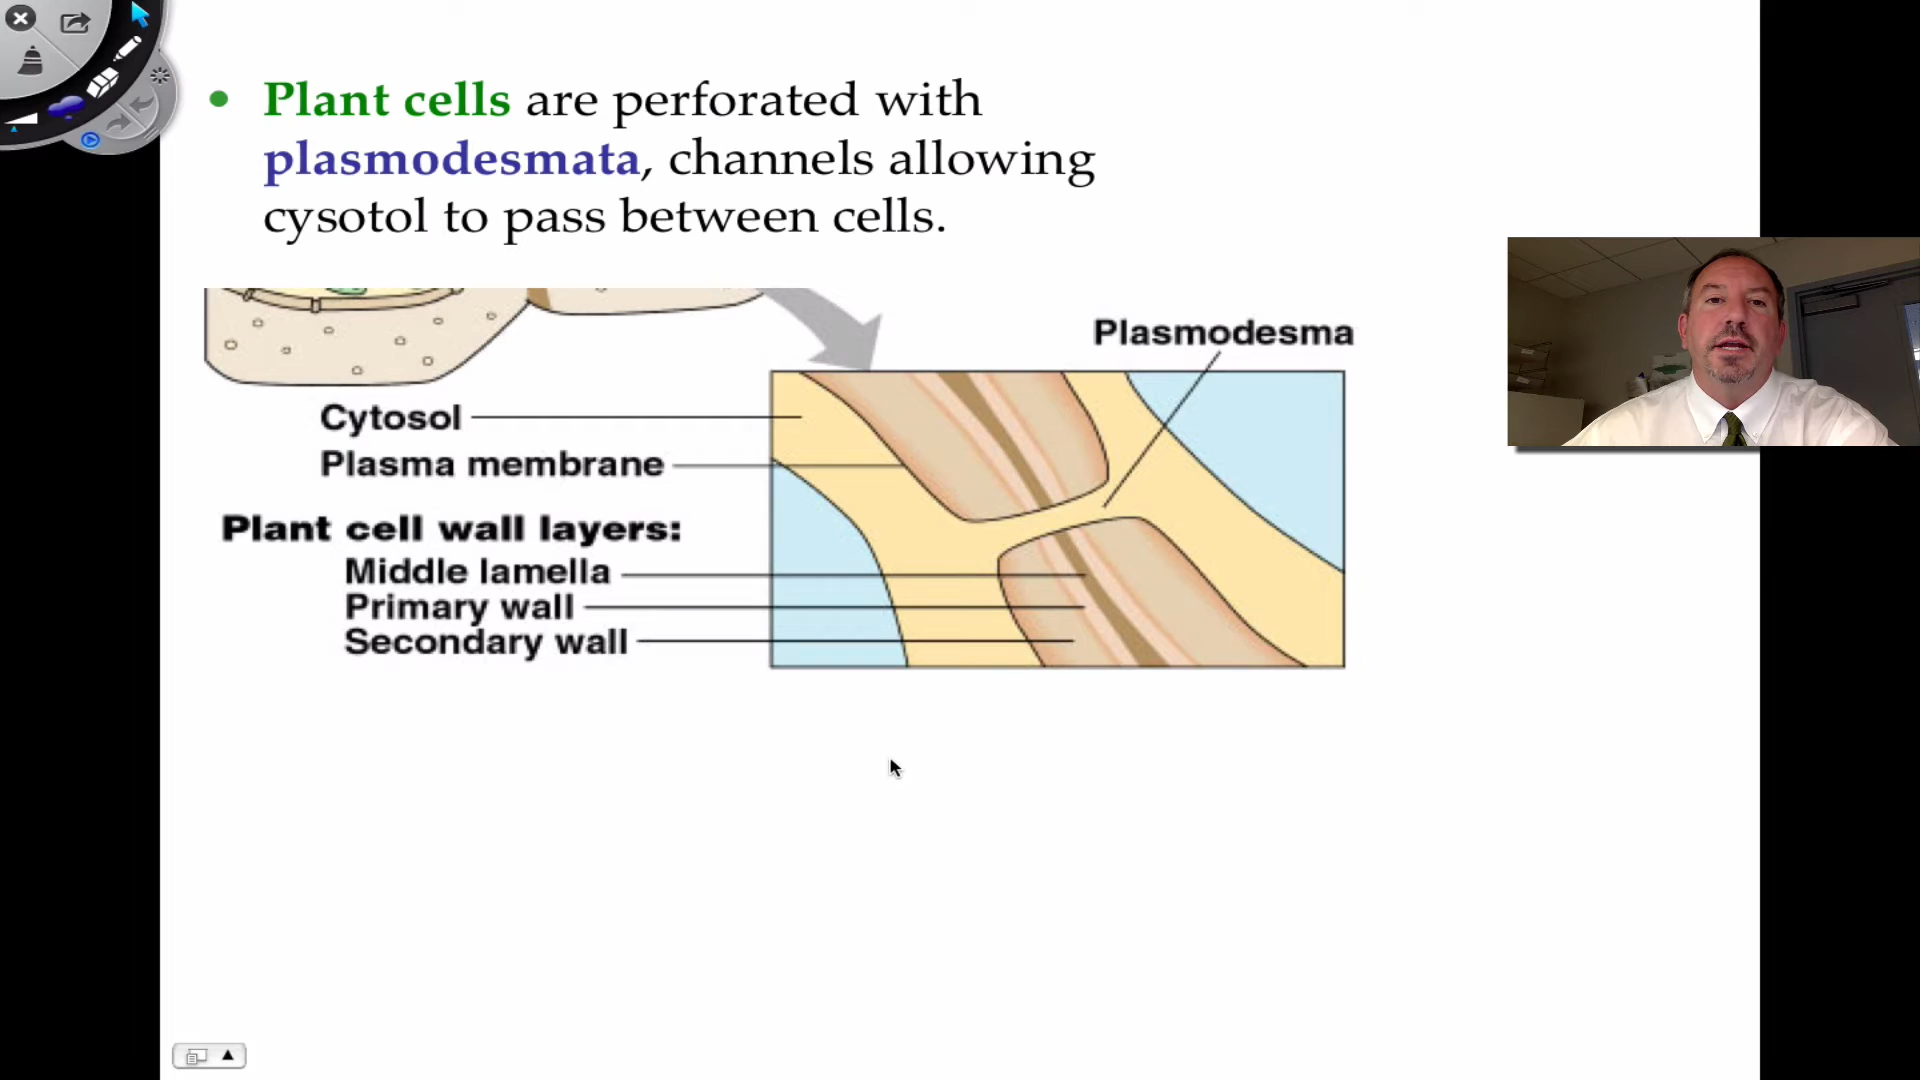 • Plant cells are perforated with
plasmodesmata, channels allowing
cysotol to pass between cells.
Plasmodesma
Cytosol
Plasma membrane
Plant cell wall layers:
Middle lamella
Primary wall
Secondary wall